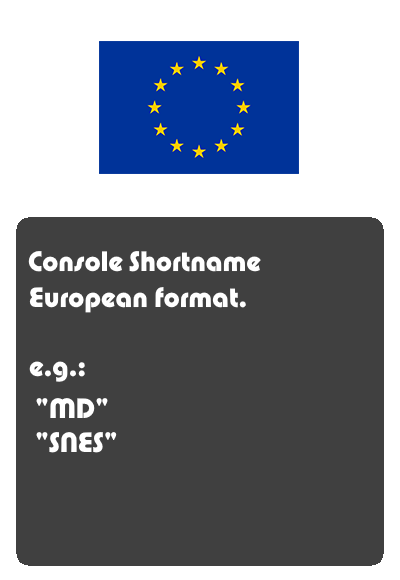 Console Shortname
European format.
e.g.:
"MD"
"SNES"